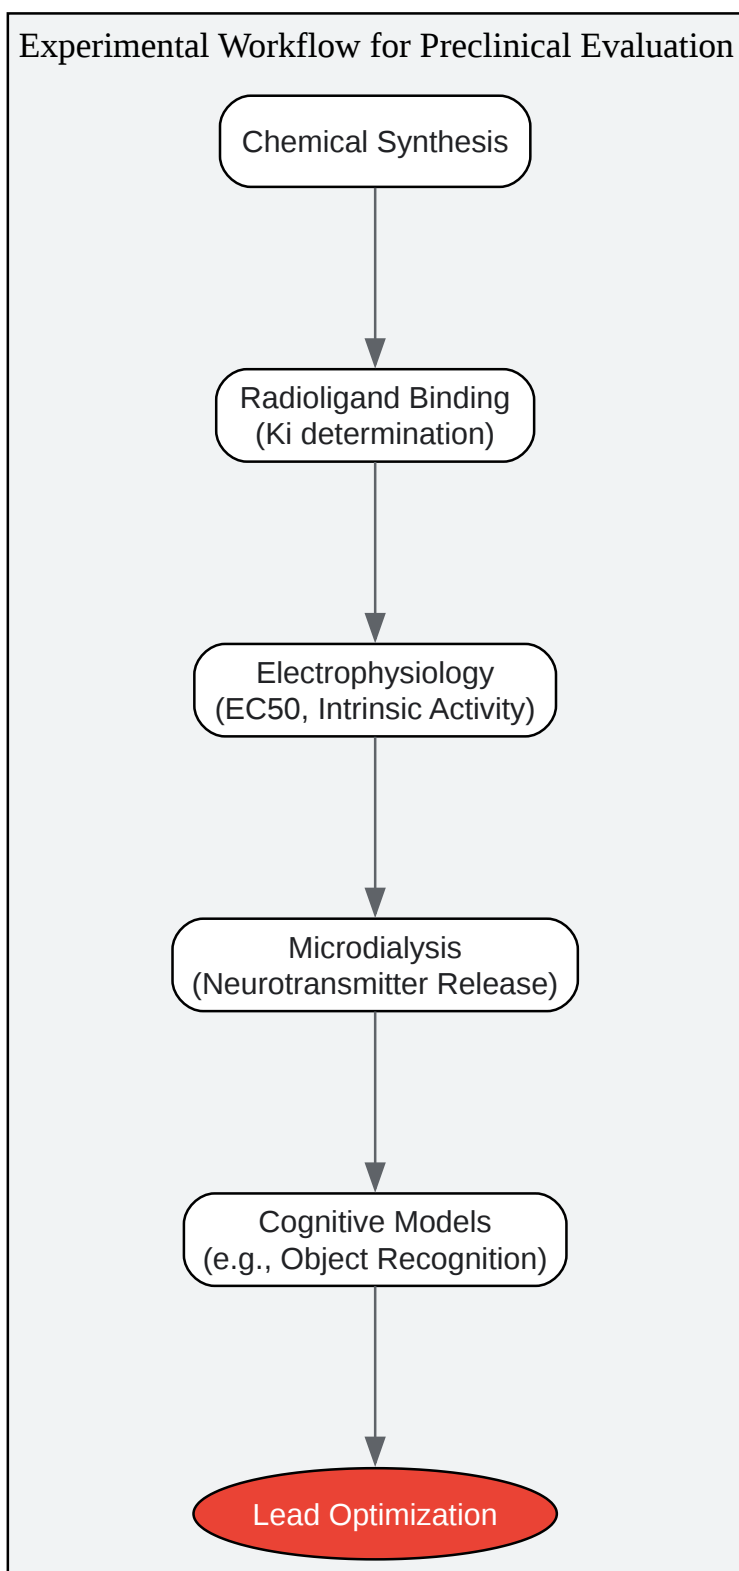 Experimental Workflow for Preclinical Evaluation
Chemical Synthesis
Radioligand Binding
(Ki determination)
Electrophysiology
(EC50, Intrinsic Activity)
Microdialysis
(Neurotransmitter Release)
Cognitive Models
(e.g., Object Recognition)
Lead Optimization